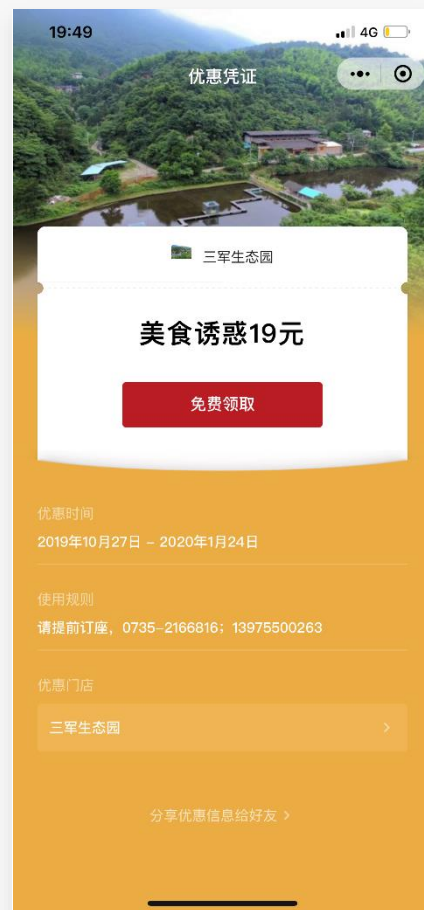 19:49
4G
优惠凭证
三军生态园
美食诱惑19元
免费领取
优惠时间
2019年10月27日 – 2020年1月24日
使用规则
请提前订座，0735–2166816；13975500263
优惠门店
三军生态园
分享优惠信息给好友